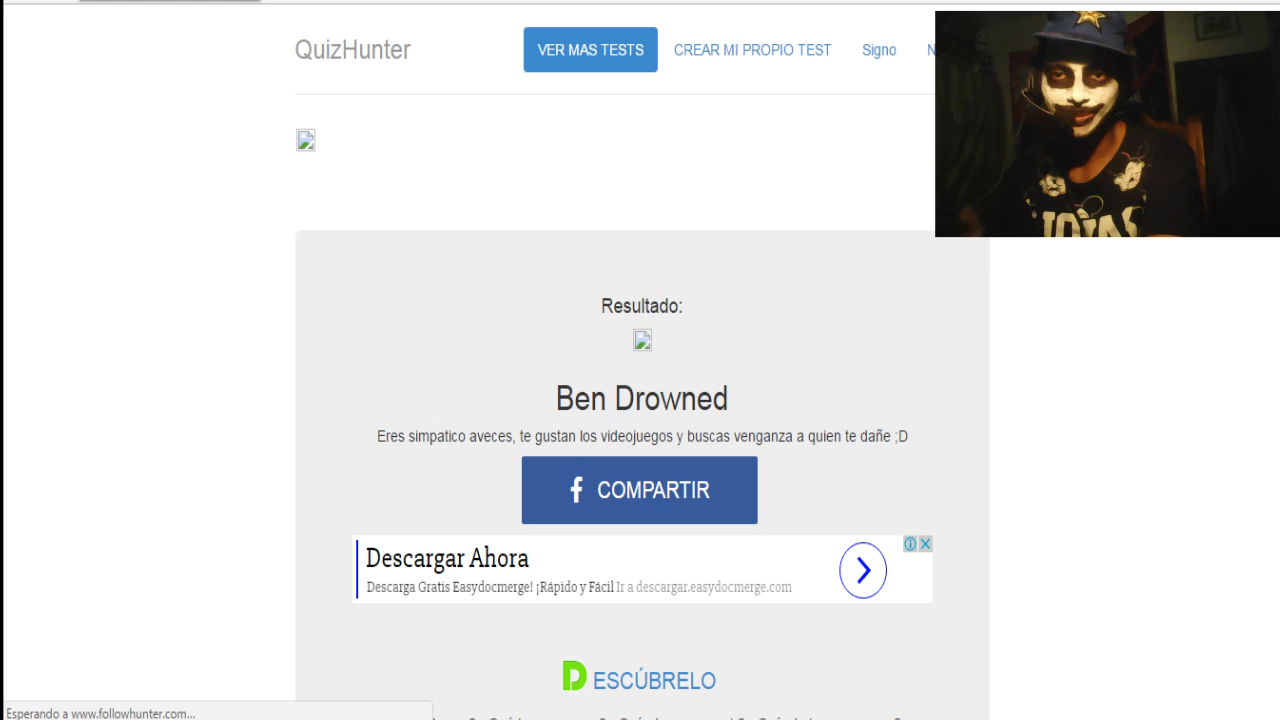 QuizHunter
VER MAS TESTS
CREAR MI PROPIO TEST
Signo
N
Resultado:
Ben Drowned
Eres simpatico aveces, te gustan los videojuegos y buscas venganza a quien te dañe ;D
f COMPARTIR
Descargar Ahora
Descarga Gratis Easydocmerge! ¡Rápido y Fácil Ir a descargar.easydocmerge.com
DESCÚBRELO
Esperando a www.followhunter.com...